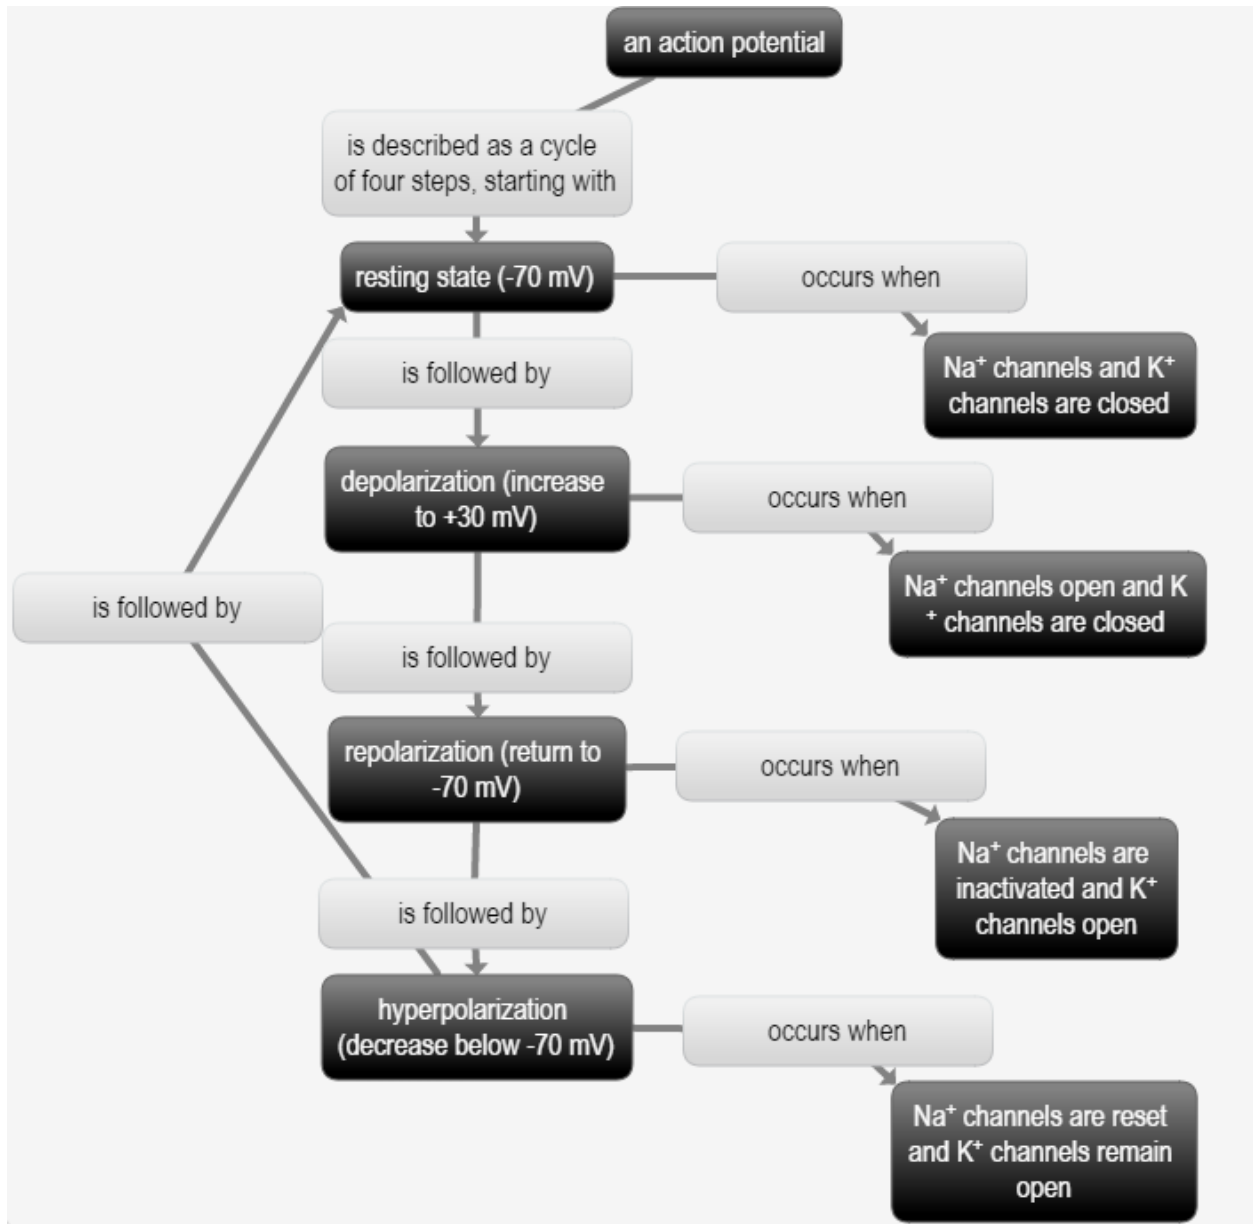 an action potential
is described as a cycle
of four steps, starting with
resting state (-70 mV)
occurs when
Na⁺ channels and K⁺
channels are closed
is followed by
depolarization (increase
to +30 mV)
occurs when
Na⁺ channels open and K
⁺ channels are closed
is followed by
is followed by
repolarization (return to
-70 mV)
occurs when
Na⁺ channels are
inactivated and K⁺
channels open
is followed by
hyperpolarization
(decrease below -70 mV)
occurs when
Na⁺ channels are reset
and K⁺ channels remain
open